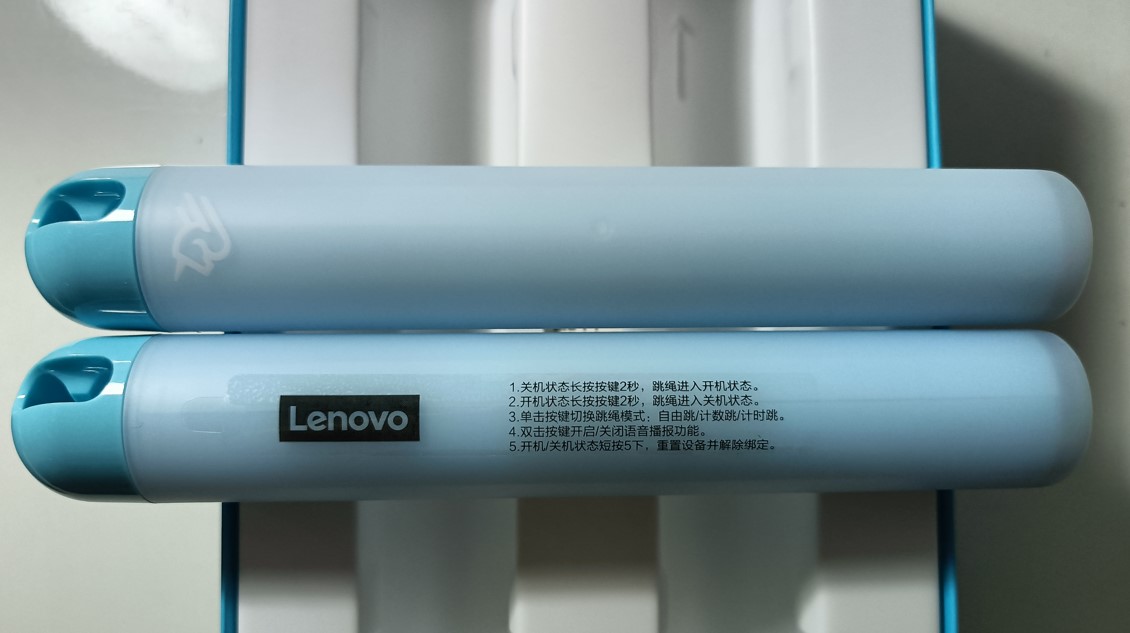 Lenovo
1.关机状态长按按键2秒，跳绳进入开机状态。
2.开机状态长按按键2秒，跳绳进入关机状态。
3.单击按键切换跳绳模式：自由跳/计数跳/计时跳。
4.双击按键开启/关闭语音播报功能。
5.开机/关机状态短按5下，重置设备并解除绑定。